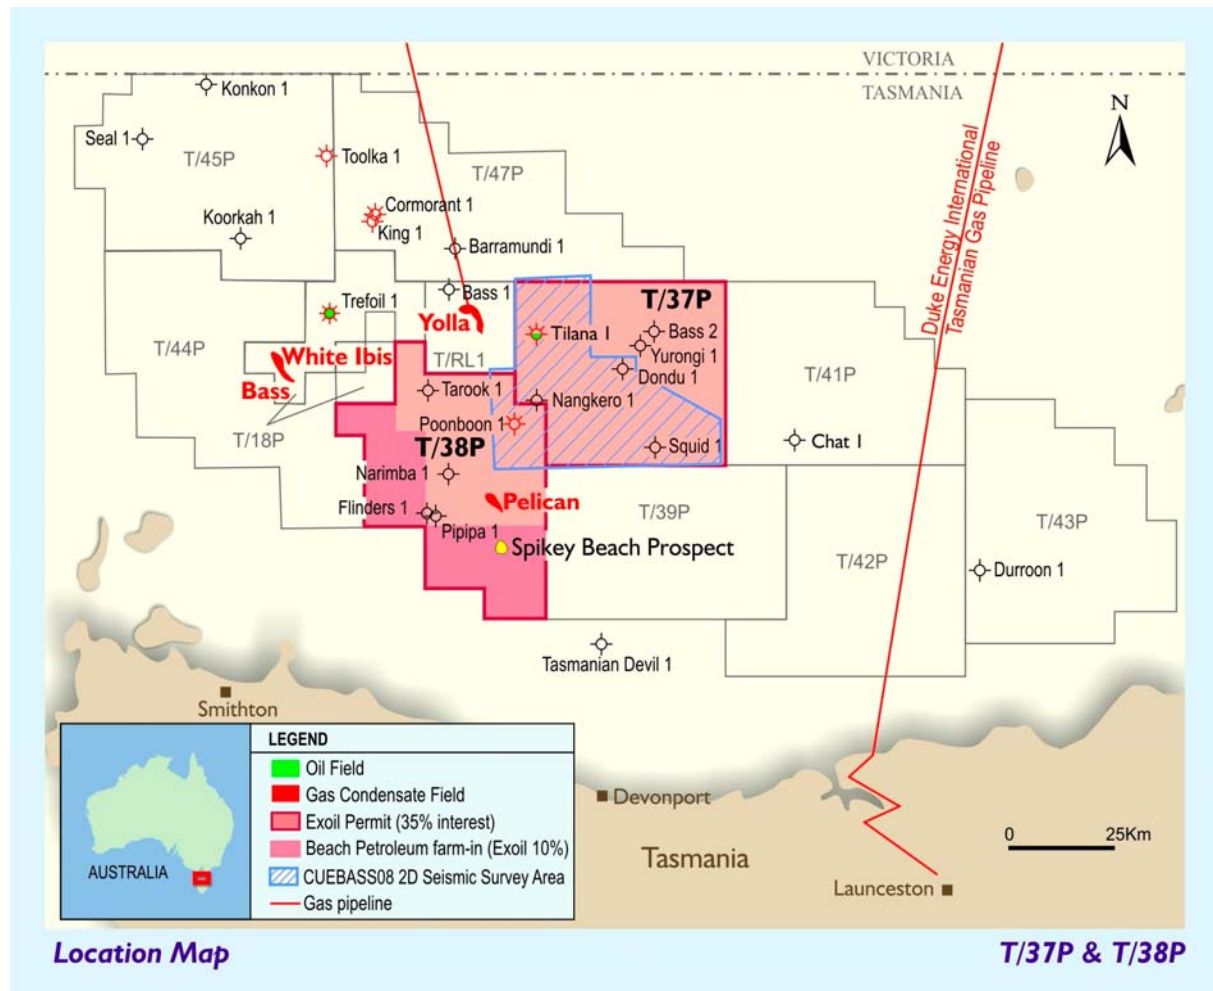 VICTORIA
TASMANIA
N
Konkon 1
Seal 1
T/45P
Toolka 1
T/47P
Duke Energy International
Tasmanian Gas Pipeline
Cormorant 1
King 1
Koorkah 1
Barramundi 1
Bass 1
Trefoil 1
T/37P
Yolla
Tilana 1
Bass 2
Yurongi 1
T/44P
White Ibis
T/RL1
Dondu 1
T/41P
Bass
Tarook 1
Nangkero 1
Poonboon 1
T/18P
T/38P
Squid 1
Chat 1
Narimba 1
Pelican
Flinders 1
T/39P
T/43P
Pipipa 1
Spikey Beach Prospect
T/42P
Durroon 1
Tasmanian Devil 1
Smithton
LEGEND
Oil Field
Gas Condensate Field
Exoil Permit (35% interest)
Beach Petroleum farm-in (Exoil 10%)
CUEBASS08 2D Seismic Survey Area
Gas pipeline
AUSTRALIA
Devonport
0 25Km
Tasmania
Launceston
Location Map
T/37P & T/38P